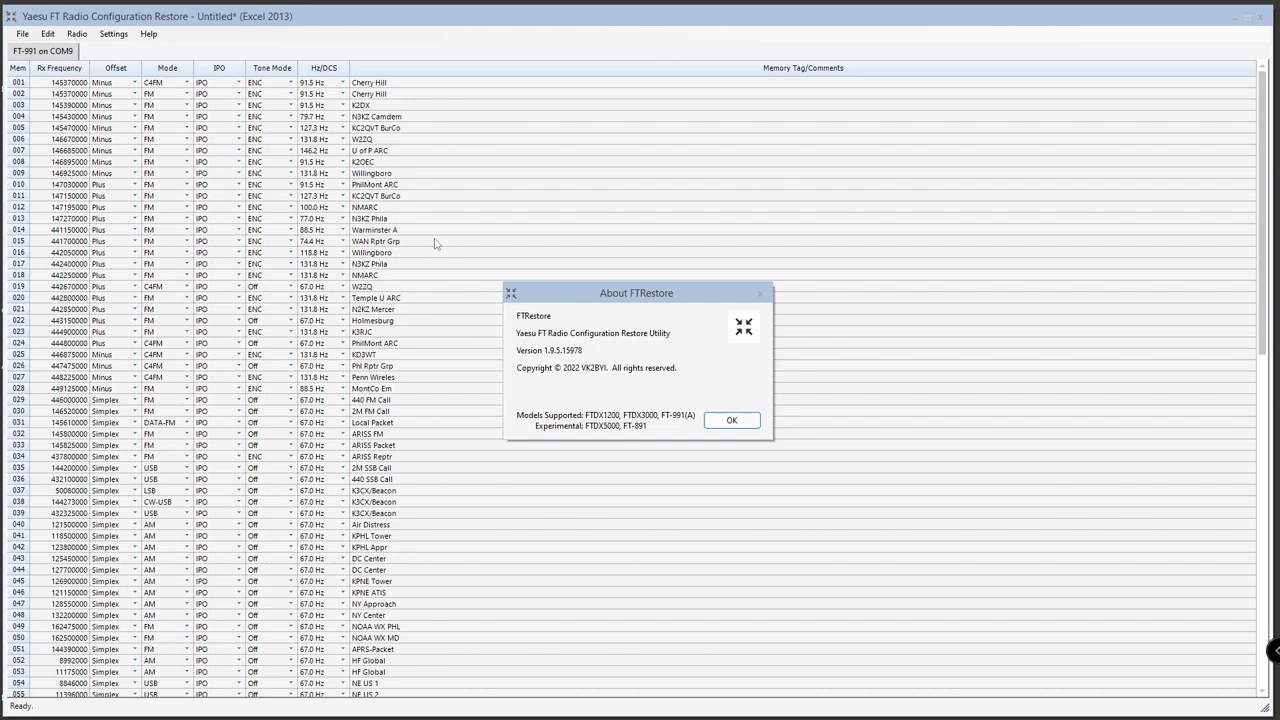 Yaesu FT Radio Configuration Restore - Untitled* (Excel 2013)
File Edit Radio Settings Help
FT-991 on COM9
Mem Rx Frequency Offset Mode IPO Tone Mode Hz/DCS Memory Tag/Comments
001 145370000 Minus C4FM IPO ENC 91.5 Hz Cherry Hill
002 145370000 Minus FM IPO ENC 91.5 Hz Cherry Hill
003 145390000 Minus FM IPO ENC 91.5 Hz K2DX
004 145430000 Minus FM IPO ENC 79.7 Hz N3KZ Camdem
005 145470000 Minus FM IPO ENC 127.3 Hz KC2QVT BurCo
006 146670000 Minus FM IPO ENC 131.8 Hz W2ZQ
007 146685000 Minus FM IPO ENC 146.2 Hz U of P ARC
008 146895000 Minus FM IPO ENC 91.5 Hz K2OEC
009 146925000 Minus FM IPO ENC 131.8 Hz Willingboro
010 147030000 Plus FM IPO ENC 91.5 Hz PhilMont ARC
011 147150000 Plus FM IPO ENC 127.3 Hz KC2QVT BurCo
012 147195000 Plus FM IPO ENC 100.0 Hz NMARC
013 147270000 Plus FM IPO ENC 77.0 Hz N3KZ Phila
014 441150000 Plus FM IPO ENC 88.5 Hz Warminster A
015 441700000 Plus FM IPO ENC 74.4 Hz WAN Rptr Grp
016 442050000 Plus FM IPO ENC 118.8 Hz Willingboro
017 442400000 Plus FM IPO ENC 131.8 Hz N3KZ Phila
018 442250000 Plus FM IPO ENC 131.8 Hz NMARC
019 442670000 Plus C4FM IPO Off 67.0 Hz W2ZQ
020 442800000 Plus FM IPO ENC 131.8 Hz Temple U ARC
021 442850000 Plus FM IPO ENC 131.8 Hz N2KZ Mercer
022 443150000 Plus FM IPO Off 67.0 Hz Holmesburg
023 444900000 Plus FM IPO ENC 131.8 Hz K3RJC
024 444800000 Plus C4FM IPO Off 67.0 Hz PhilMont ARC
025 446875000 Minus C4FM IPO ENC 131.8 Hz KD3WT
026 447475000 Minus C4FM IPO Off 67.0 Hz Phl Rptr Grp
027 448225000 Minus C4FM IPO ENC 131.8 Hz Penn Wireles
028 449125000 Minus FM IPO ENC 88.5 Hz MontCo Em
029 446000000 Simplex FM IPO Off 67.0 Hz 440 FM Call
030 146520000 Simplex FM IPO Off 67.0 Hz 2M FM Call
031 145610000 Simplex DATA-FM IPO Off 67.0 Hz Local Packet
032 145800000 Simplex FM IPO Off 67.0 Hz ARISS FM
033 145825000 Simplex FM IPO Off 67.0 Hz ARISS Packet
034 437800000 Simplex FM IPO ENC 67.0 Hz ARISS Reptr
035 144200000 Simplex USB IPO Off 67.0 Hz 2M SSB Call
036 432100000 Simplex USB IPO Off 67.0 Hz 440 SSB Call
037 50080000 Simplex LSB IPO Off 67.0 Hz K3CX/Beacon
038 144273000 Simplex CW-USB IPO Off 67.0 Hz K3CX/Beacon
039 432325000 Simplex USB IPO Off 67.0 Hz K3CX/Beacon
040 121500000 Simplex AM IPO Off 67.0 Hz Air Distress
041 118500000 Simplex AM IPO Off 67.0 Hz KPHL Tower
042 123800000 Simplex AM IPO Off 67.0 Hz KPHL Appr
043 125450000 Simplex AM IPO Off 67.0 Hz DC Center
044 127700000 Simplex AM IPO Off 67.0 Hz DC Center
045 126900000 Simplex AM IPO Off 67.0 Hz KPNE Tower
046 121150000 Simplex AM IPO Off 67.0 Hz KPNE ATIS
047 128550000 Simplex AM IPO Off 67.0 Hz NY Approach
048 132200000 Simplex AM IPO Off 67.0 Hz NY Center
049 162475000 Simplex FM IPO Off 67.0 Hz NOAA WX PHL
050 162500000 Simplex FM IPO Off 67.0 Hz NOAA WX MD
051 144390000 Simplex FM IPO Off 67.0 Hz APRS-Packet
052 8992000 Simplex AM IPO Off 67.0 Hz HF Global
053 11175000 Simplex AM IPO Off 67.0 Hz HF Global
054 8846000 Simplex USB IPO Off 67.0 Hz NE US 1
055 11396000 Simplex USB IPO Off 67.0 Hz NE US 2
About FTRestore
FTRestore
Yaesu FT Radio Configuration Restore Utility
Version 1.9.5.15978
Copyright © 2022 VK2BYI. All rights reserved.
Models Supported: FTDX1200, FTDX3000, FT-991(A)
Experimental: FTDX5000, FT-891
OK
Ready.